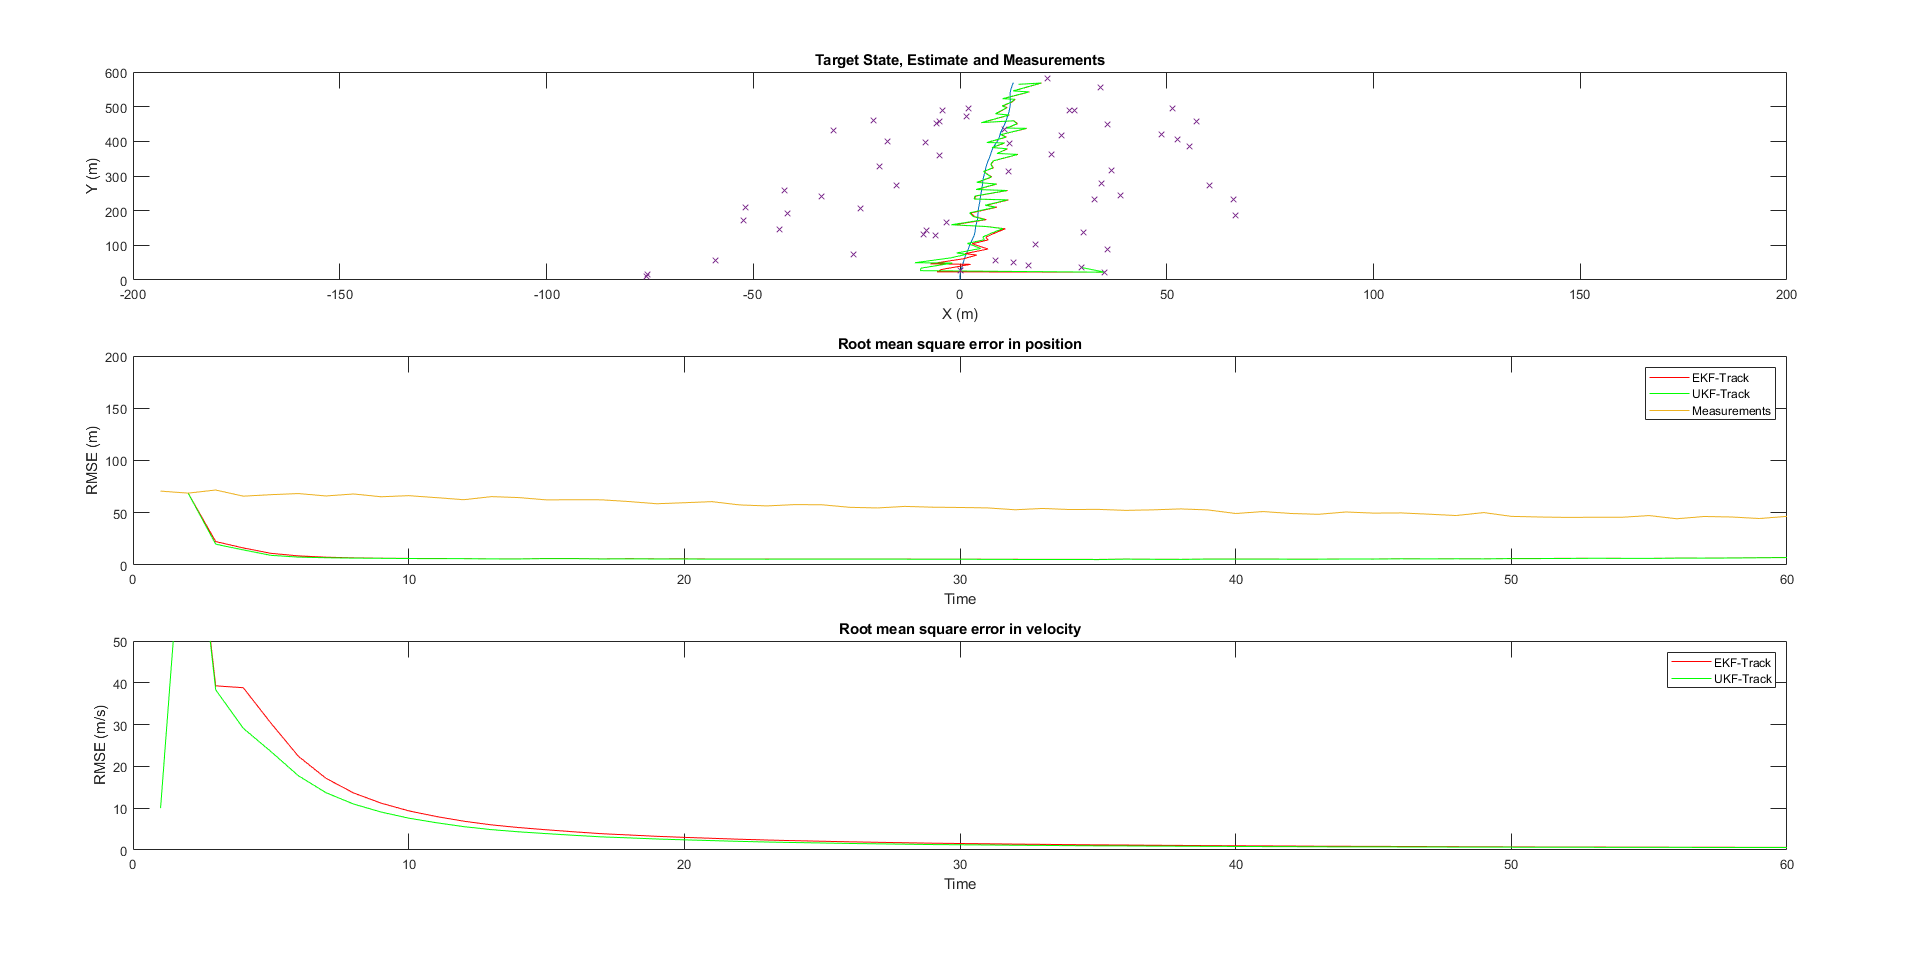 Target State, Estimate and Measurements
600
500
400
300
200
100
0
Y (m)
-200 -150 -100 -50 0 50 100 150 200
X (m)
Root mean square error in position
200
150
100
50
0
RMSE (m)
EKF-Track
UKF-Track
Measurements
0 10 20 30 40 50 60
Time
Root mean square error in velocity
50
40
30
20
10
0
RMSE (m/s)
EKF-Track
UKF-Track
0 10 20 30 40 50 60
Time